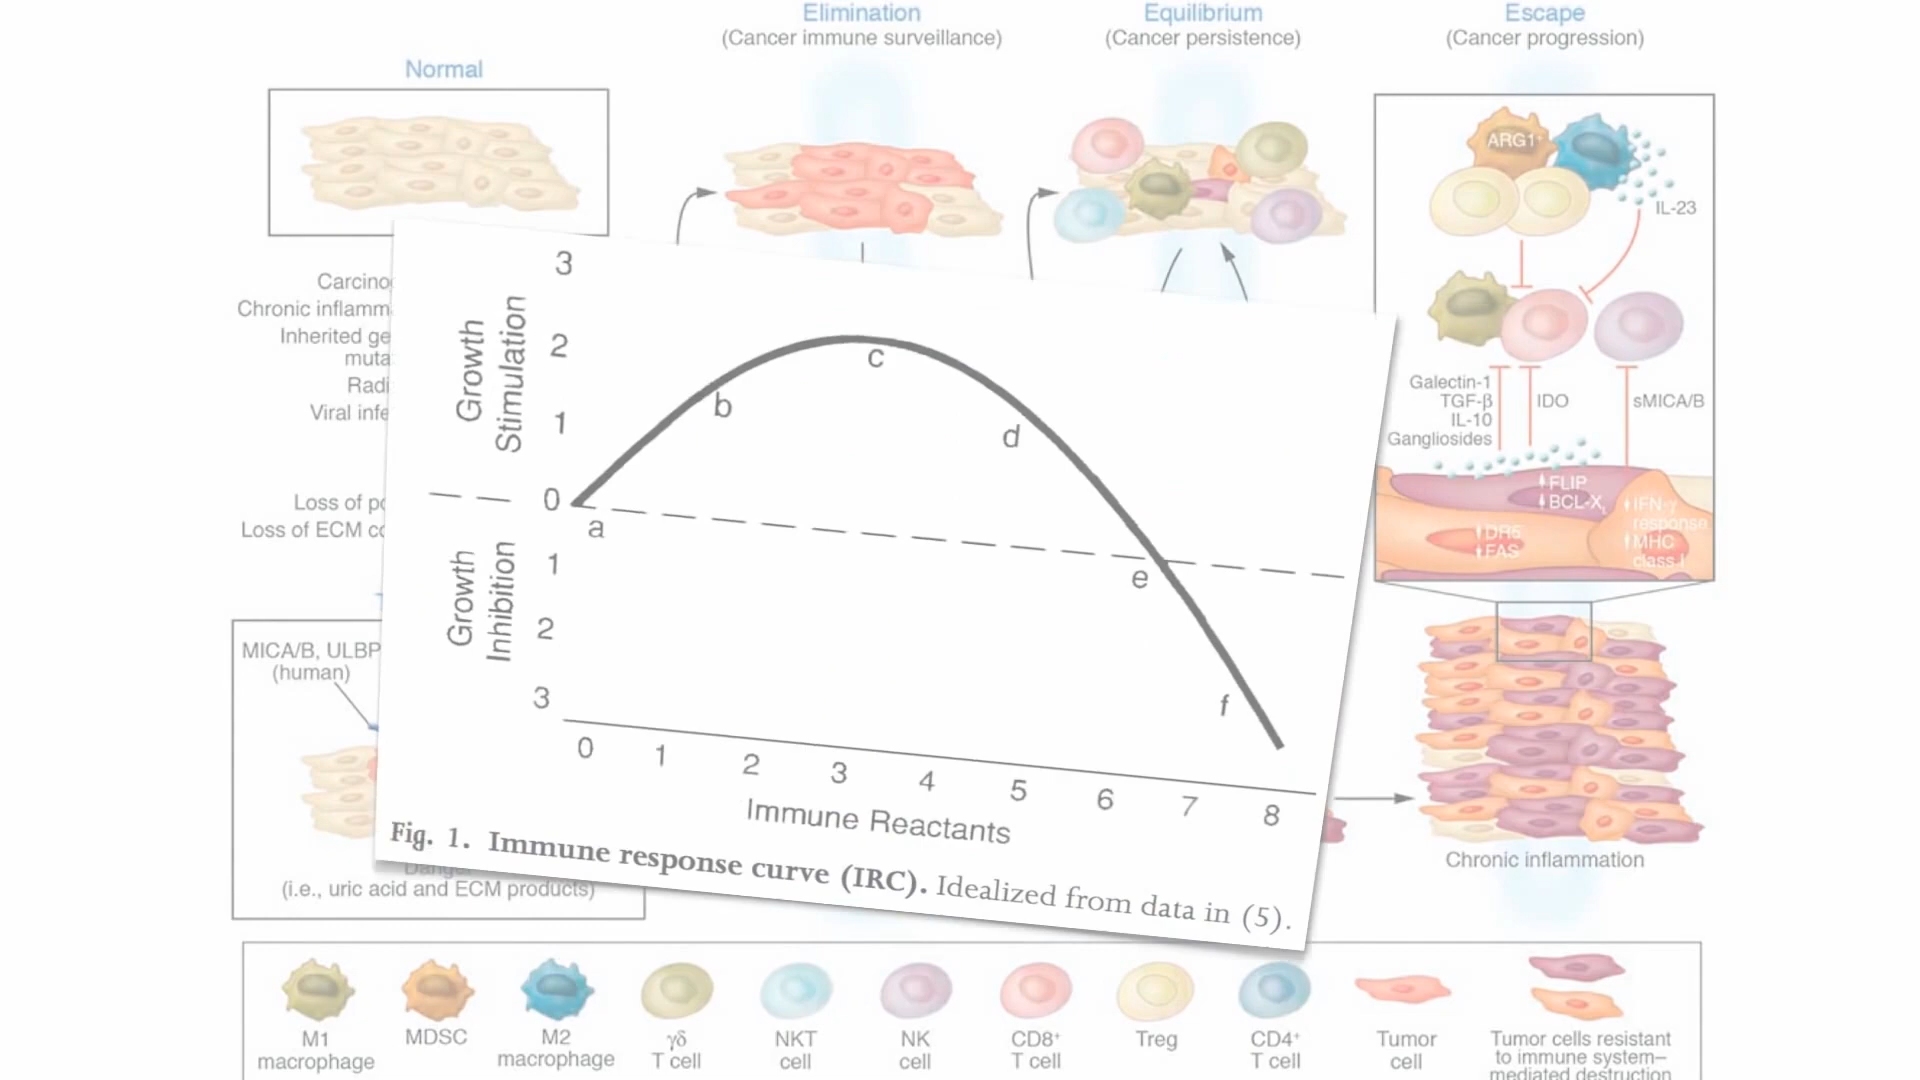 Elimination
(Cancer immune surveillance)
Equilibrium
(Cancer persistence)
Escape
(Cancer progression)
Normal
ARG1+
IL-23
Carcino
Chronic inflamm
Inherited ge
muta
Radi
Viral infe
Loss of po
Loss of ECM co
MICA/B, ULBP
(human)
(i.e., uric acid and ECM products)
3
2
1
0
1
2
3
Growth
Stimulation
Growth
Inhibition
a
b
c
d
e
f
0 1 2 3 4 5 6 7 8
Immune Reactants
Fig. 1. Immune response curve (IRC). Idealized from data in (5).
Galectin-1
TGF-β
IL-10
Gangliosides
IDO
sMICA/B
FLIP
BCL-XL
DR5
FAS
IFN-γ
response
MHC
class I
Chronic inflammation
M1
macrophage
MDSC
M2
macrophage
γδ
T cell
NKT
cell
NK
cell
CD8+
T cell
Treg
CD4+
T cell
Tumor
cell
Tumor cells resistant
to immune system–
mediated destruction